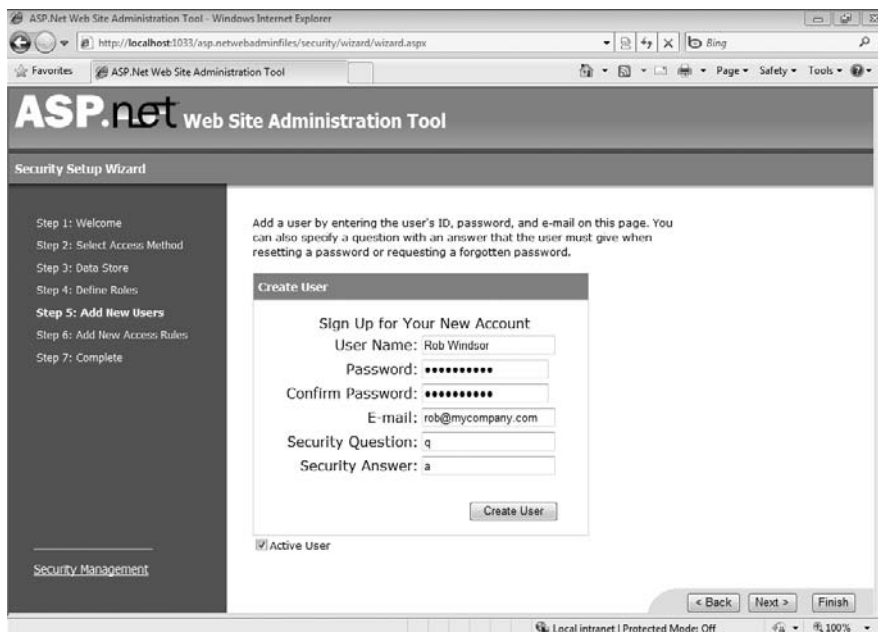 ASP.Net Web Site Administration Tool - Windows Internet Explorer
http://localhost:1033/asp.netwebadminfiles/security/wizard/wizard.aspx
Bing
Favorites
ASP.Net Web Site Administration Tool
Page
Safety
Tools
ASP.net Web Site Administration Tool
Security Setup Wizard
Step 1: Welcome
Step 2: Select Access Method
Step 3: Data Store
Step 4: Define Roles
Step 5: Add New Users
Step 6: Add New Access Rules
Step 7: Complete
Security Management
Add a user by entering the user's ID, password, and e-mail on this page. You
can also specify a question with an answer that the user must give when
resetting a password or requesting a forgotten password.
Create User
Sign Up for Your New Account
User Name: Rob Windsor
Password: ••••••••••
Confirm Password: ••••••••••
E-mail: rob@mycompany.com
Security Question: q
Security Answer: a
Create User
Active User
< Back
Next >
Finish
Local intranet | Protected Mode: Off
100%